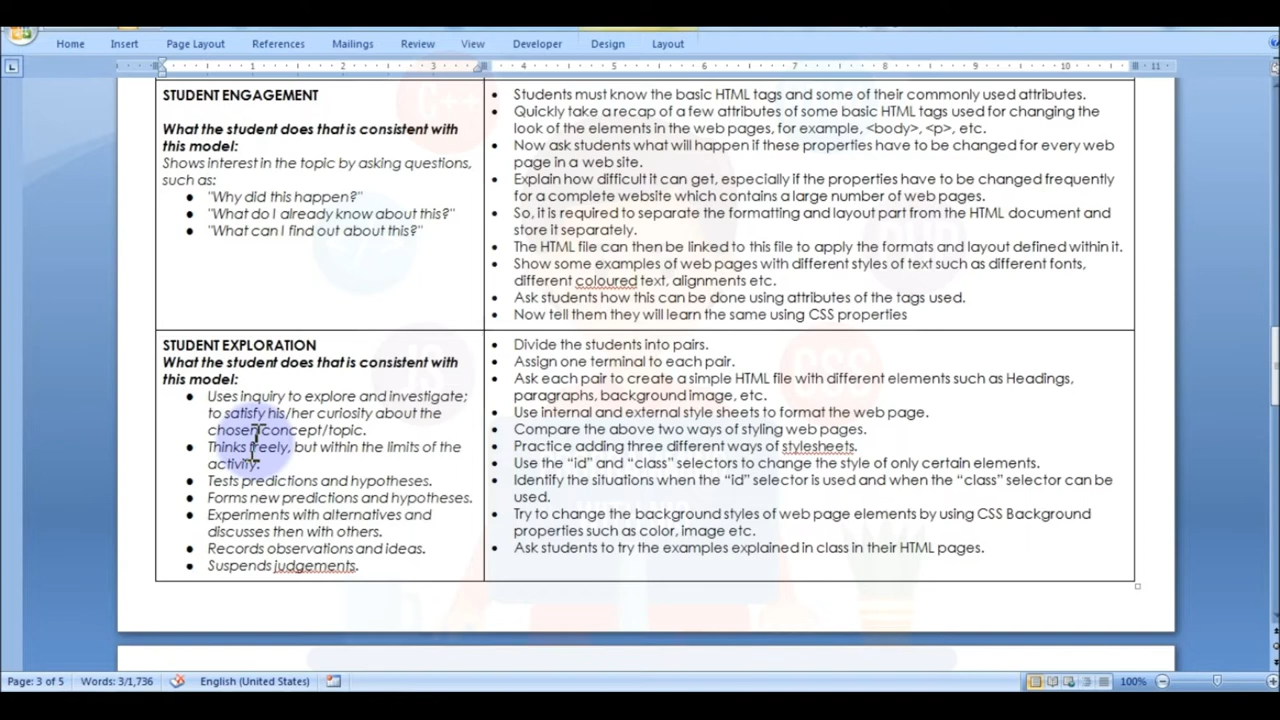 Home Insert Page Layout References Mailings Review View Developer Design Layout
1 2 3 4 5 6 7 8 9 10 11
STUDENT ENGAGEMENT
What the student does that is consistent with
this model:
Shows interest in the topic by asking questions,
such as:
● "Why did this happen?"
● "What do I already know about this?"
● "What can I find out about this?"
• Students must know the basic HTML tags and some of their commonly used attributes.
• Quickly take a recap of a few attributes of some basic HTML tags used for changing the
look of the elements in the web pages, for example, <body>, <p>, etc.
• Now ask students what will happen if these properties have to be changed for every web
page in a web site.
• Explain how difficult it can get, especially if the properties have to be changed frequently
for a complete website which contains a large number of web pages.
• So, it is required to separate the formatting and layout part from the HTML document and
store it separately.
• The HTML file can then be linked to this file to apply the formats and layout defined within it.
• Show some examples of web pages with different styles of text such as different fonts,
different coloured text, alignments etc.
• Ask students how this can be done using attributes of the tags used.
• Now tell them they will learn the same using CSS properties
STUDENT EXPLORATION
What the student does that is consistent with
this model:
● Uses inquiry to explore and investigate;
to satisfy his/her curiosity about the
chosen concept/topic.
● Thinks freely, but within the limits of the
activity.
● Tests predictions and hypotheses.
● Forms new predictions and hypotheses.
● Experiments with alternatives and
discusses then with others.
● Records observations and ideas.
● Suspends judgements.
• Divide the students into pairs.
• Assign one terminal to each pair.
• Ask each pair to create a simple HTML file with different elements such as Headings,
paragraphs, background image, etc.
• Use internal and external style sheets to format the web page.
• Compare the above two ways of styling web pages.
• Practice adding three different ways of stylesheets.
• Use the “id” and “class” selectors to change the style of only certain elements.
• Identify the situations when the “id” selector is used and when the “class” selector can be
used.
• Try to change the background styles of web page elements by using CSS Background
properties such as color, image etc.
• Ask students to try the examples explained in class in their HTML pages.
Page: 3 of 5 Words: 3/1,736 English (United States) 100%